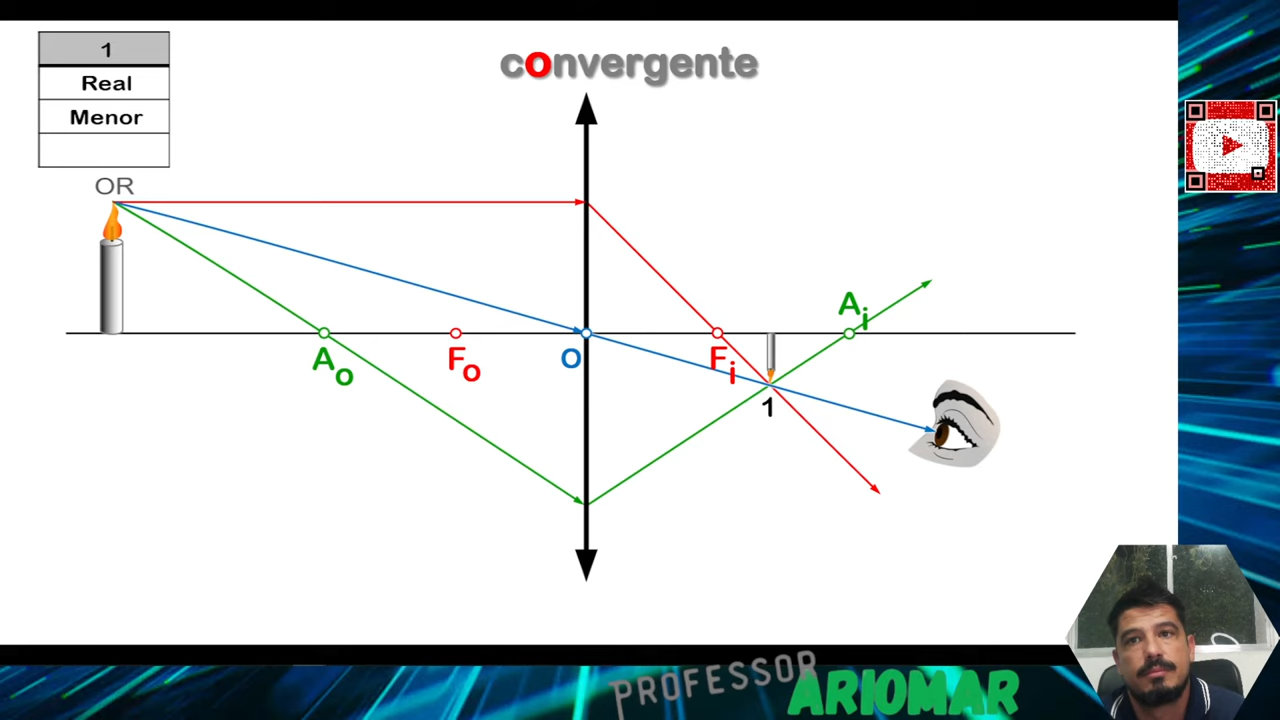 1
Real
Menor
convergente
OR
Ao
Fo
O
Fi
Ai
1
PROFESSOR
ARIOMAR